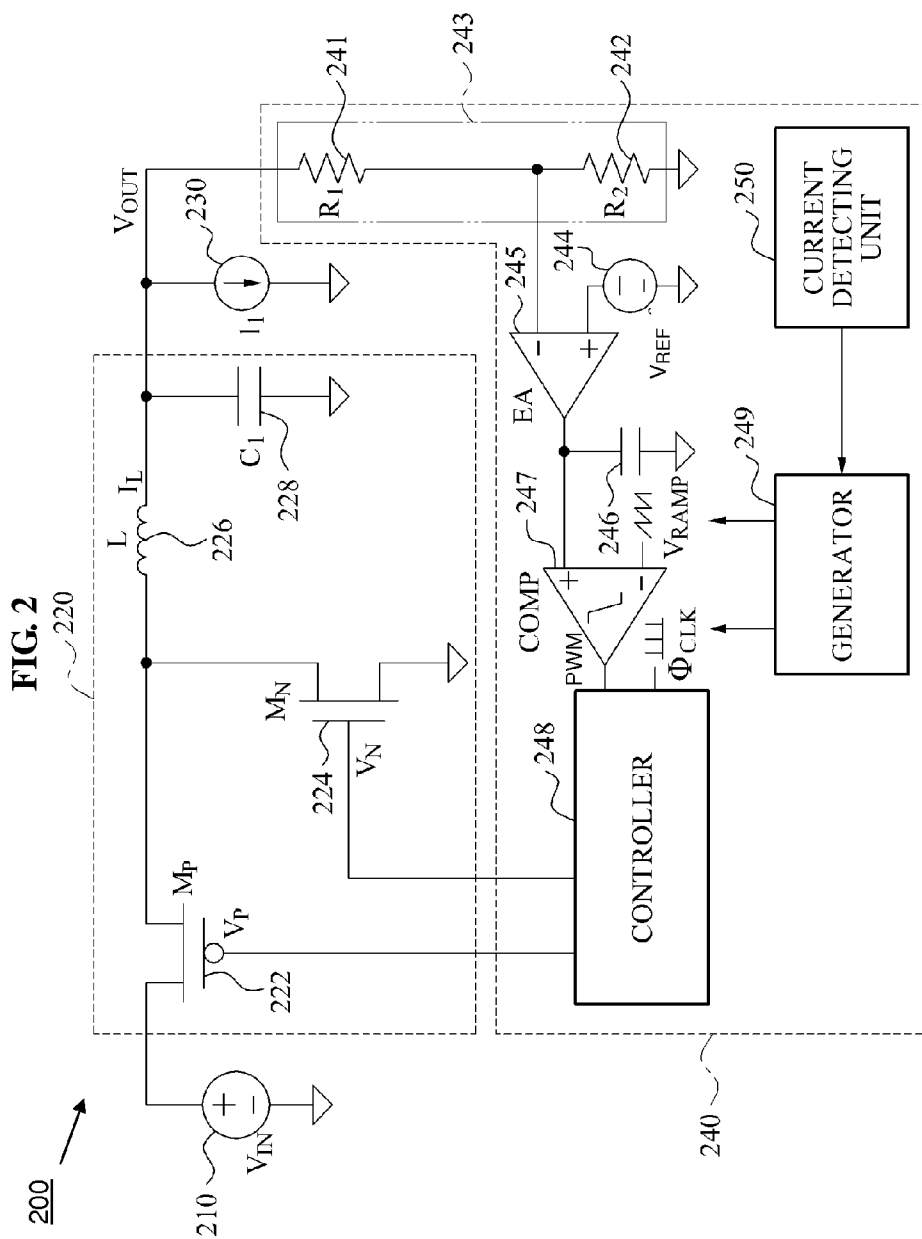 FIG. 2
200
220
L
I_L
226
V_OUT
M_P
V_P
222
M_N
V_N
224
C_1
228
230
I_1
210
V_IN
+
−
241
R_1
243
242
R_2
245
244
EA
−
+
V_REF
247
COMP
+
−
246
V_RAMP
PWM
Φ_CLK
248
CONTROLLER
249
GENERATOR
250
CURRENT
DETECTING
UNIT
240